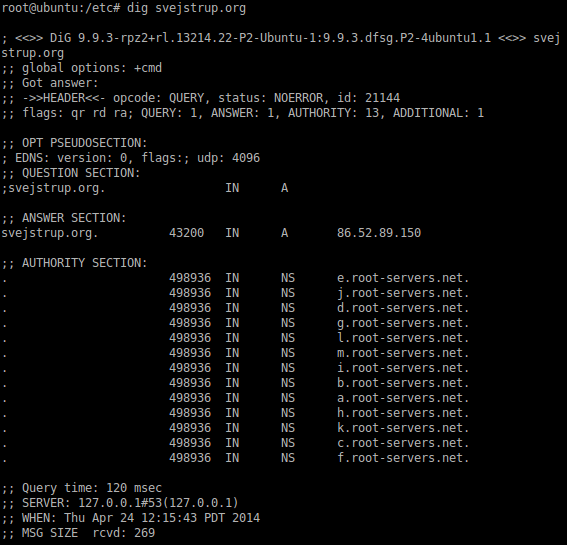 root@ubuntu:/etc# dig svejstrup.org
; <<>> DiG 9.9.3-rpz2+rl.13214.22-P2-Ubuntu-1:9.9.3.dfsg.P2-4ubuntu1.1 <<>> svej
strup.org
;; global options: +cmd
;; Got answer:
;; ->>HEADER<<- opcode: QUERY, status: NOERROR, id: 21144
;; flags: qr rd ra; QUERY: 1, ANSWER: 1, AUTHORITY: 13, ADDITIONAL: 1
;; OPT PSEUDOSECTION:
; EDNS: version: 0, flags:; udp: 4096
;; QUESTION SECTION:
;svejstrup.org. IN A
;; ANSWER SECTION:
svejstrup.org. 43200 IN A 86.52.89.150
;; AUTHORITY SECTION:
. 498936 IN NS e.root-servers.net.
. 498936 IN NS j.root-servers.net.
. 498936 IN NS d.root-servers.net.
. 498936 IN NS g.root-servers.net.
. 498936 IN NS l.root-servers.net.
. 498936 IN NS m.root-servers.net.
. 498936 IN NS i.root-servers.net.
. 498936 IN NS b.root-servers.net.
. 498936 IN NS a.root-servers.net.
. 498936 IN NS h.root-servers.net.
. 498936 IN NS k.root-servers.net.
. 498936 IN NS c.root-servers.net.
. 498936 IN NS f.root-servers.net.
;; Query time: 120 msec
;; SERVER: 127.0.0.1#53(127.0.0.1)
;; WHEN: Thu Apr 24 12:15:43 PDT 2014
;; MSG SIZE rcvd: 269